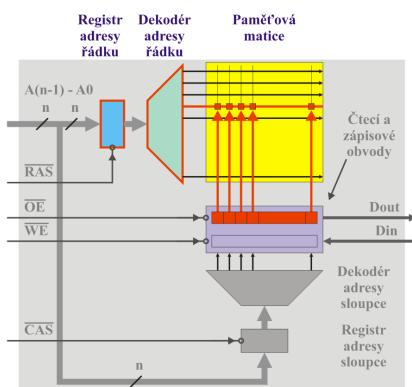 Registr
adresy
řádku
Dekodér
adresy
řádku
Paměťová
matice
A(n-1) - A0
n
n
RAS
OE
WE
CAS
Čtecí a
zápisové
obvody
Dout
Din
Dekodér
adresy
sloupce
Registr
adresy
sloupce
n